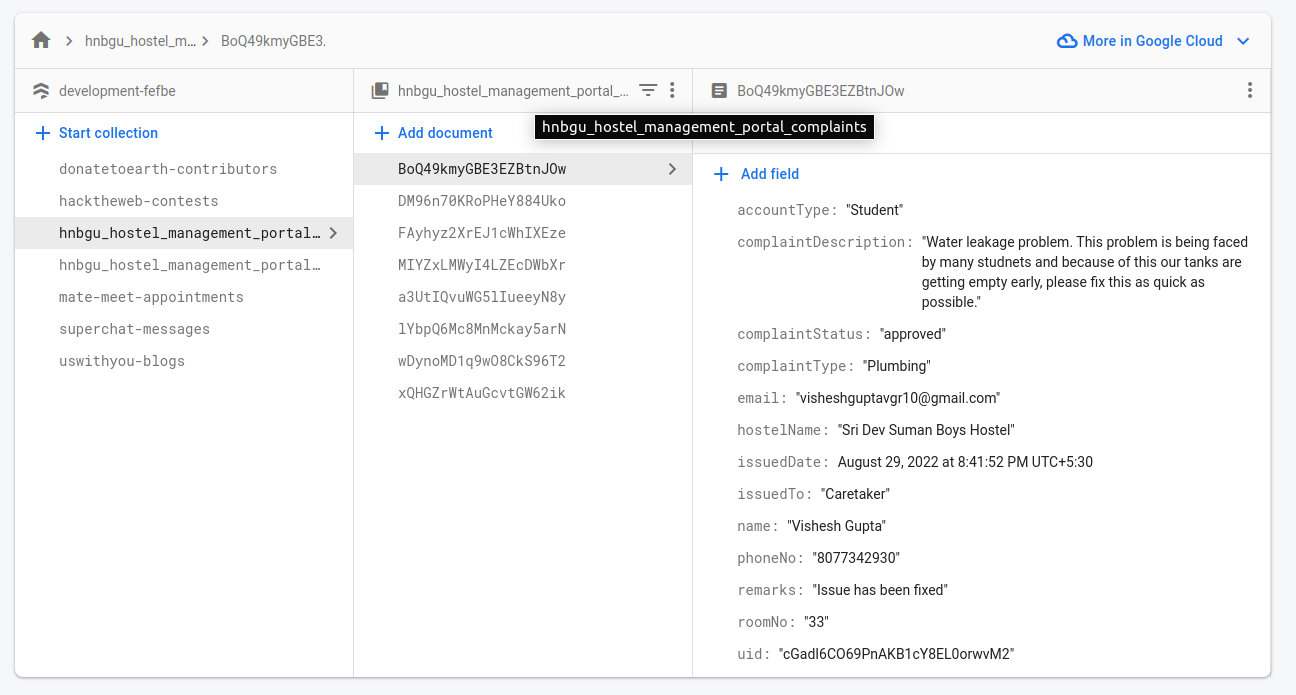 hnbgu_hostel_m... BoQ49kmyGBE3.
More in Google Cloud
development-fefbe
Start collection
donatetoearth-contributors
hacktheweb-contests
hnbgu_hostel_management_portal...
hnbgu_hostel_management_portal...
mate-meet-appointments
superchat-messages
uswithyou-blogs
hnbgu_hostel_management_portal_...
Add document
hnbgu_hostel_management_portal_complaints
BoQ49kmyGBE3EZBtnJOw
DM96n70KRoPHeY884Uko
FAyhyz2XrEJ1cWhIXEze
MIYZxLMWyI4LZEcDWbXr
a3UtIQvuWG5lIueeyN8y
lYbpQ6Mc8MnMckay5arN
wDynoMD1q9wO8CkS96T2
xQHGZrWtAuGcvtGW62ik
BoQ49kmyGBE3EZBtnJOw
Add field
accountType: "Student"
complaintDescription: "Water leakage problem. This problem is being faced
by many studnets and because of this our tanks are
getting empty early, please fix this as quick as
possible."
complaintStatus: "approved"
complaintType: "Plumbing"
email: "visheshguptavgr10@gmail.com"
hostelName: "Sri Dev Suman Boys Hostel"
issuedDate: August 29, 2022 at 8:41:52 PM UTC+5:30
issuedTo: "Caretaker"
name: "Vishesh Gupta"
phoneNo: "8077342930"
remarks: "Issue has been fixed"
roomNo: "33"
uid: "cGadI6CO69PnAKB1cY8EL0orwvM2"